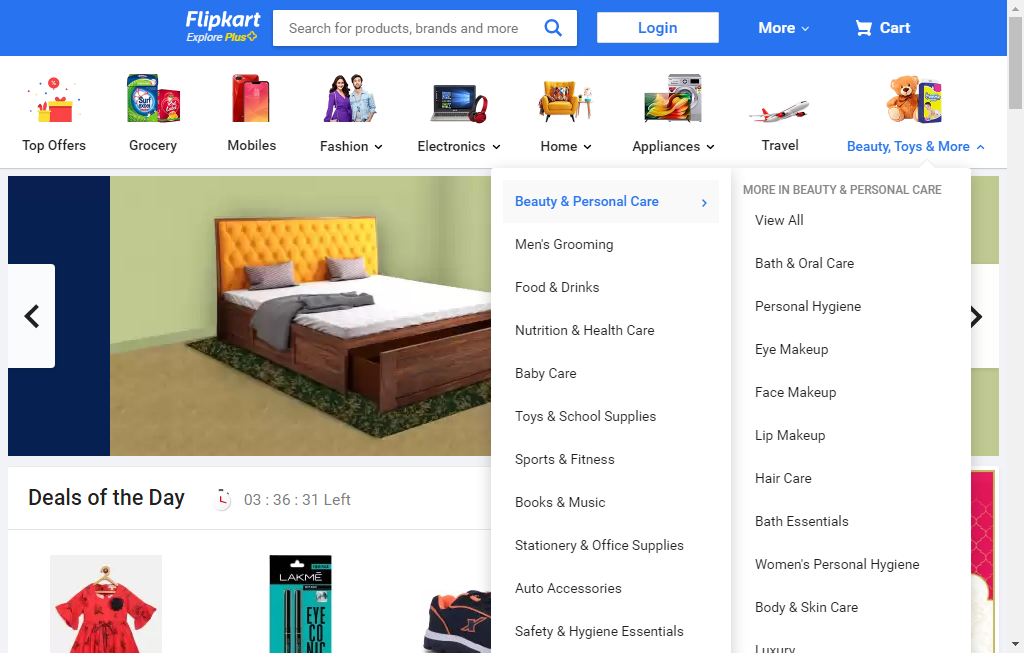 Flipkart
Explore Plus
Search for products, brands and more
Login
More
Cart
Top Offers
Grocery
Mobiles
Fashion
Electronics
Home
Appliances
Travel
Beauty, Toys & More
Beauty & Personal Care
Men's Grooming
Food & Drinks
Nutrition & Health Care
Baby Care
Toys & School Supplies
Sports & Fitness
Books & Music
Stationery & Office Supplies
Auto Accessories
Safety & Hygiene Essentials
MORE IN BEAUTY & PERSONAL CARE
View All
Bath & Oral Care
Personal Hygiene
Eye Makeup
Face Makeup
Lip Makeup
Hair Care
Bath Essentials
Women's Personal Hygiene
Body & Skin Care
Luxury
Deals of the Day
03 : 36 : 31 Left
LAKMÉ
EYE
CO
NIC